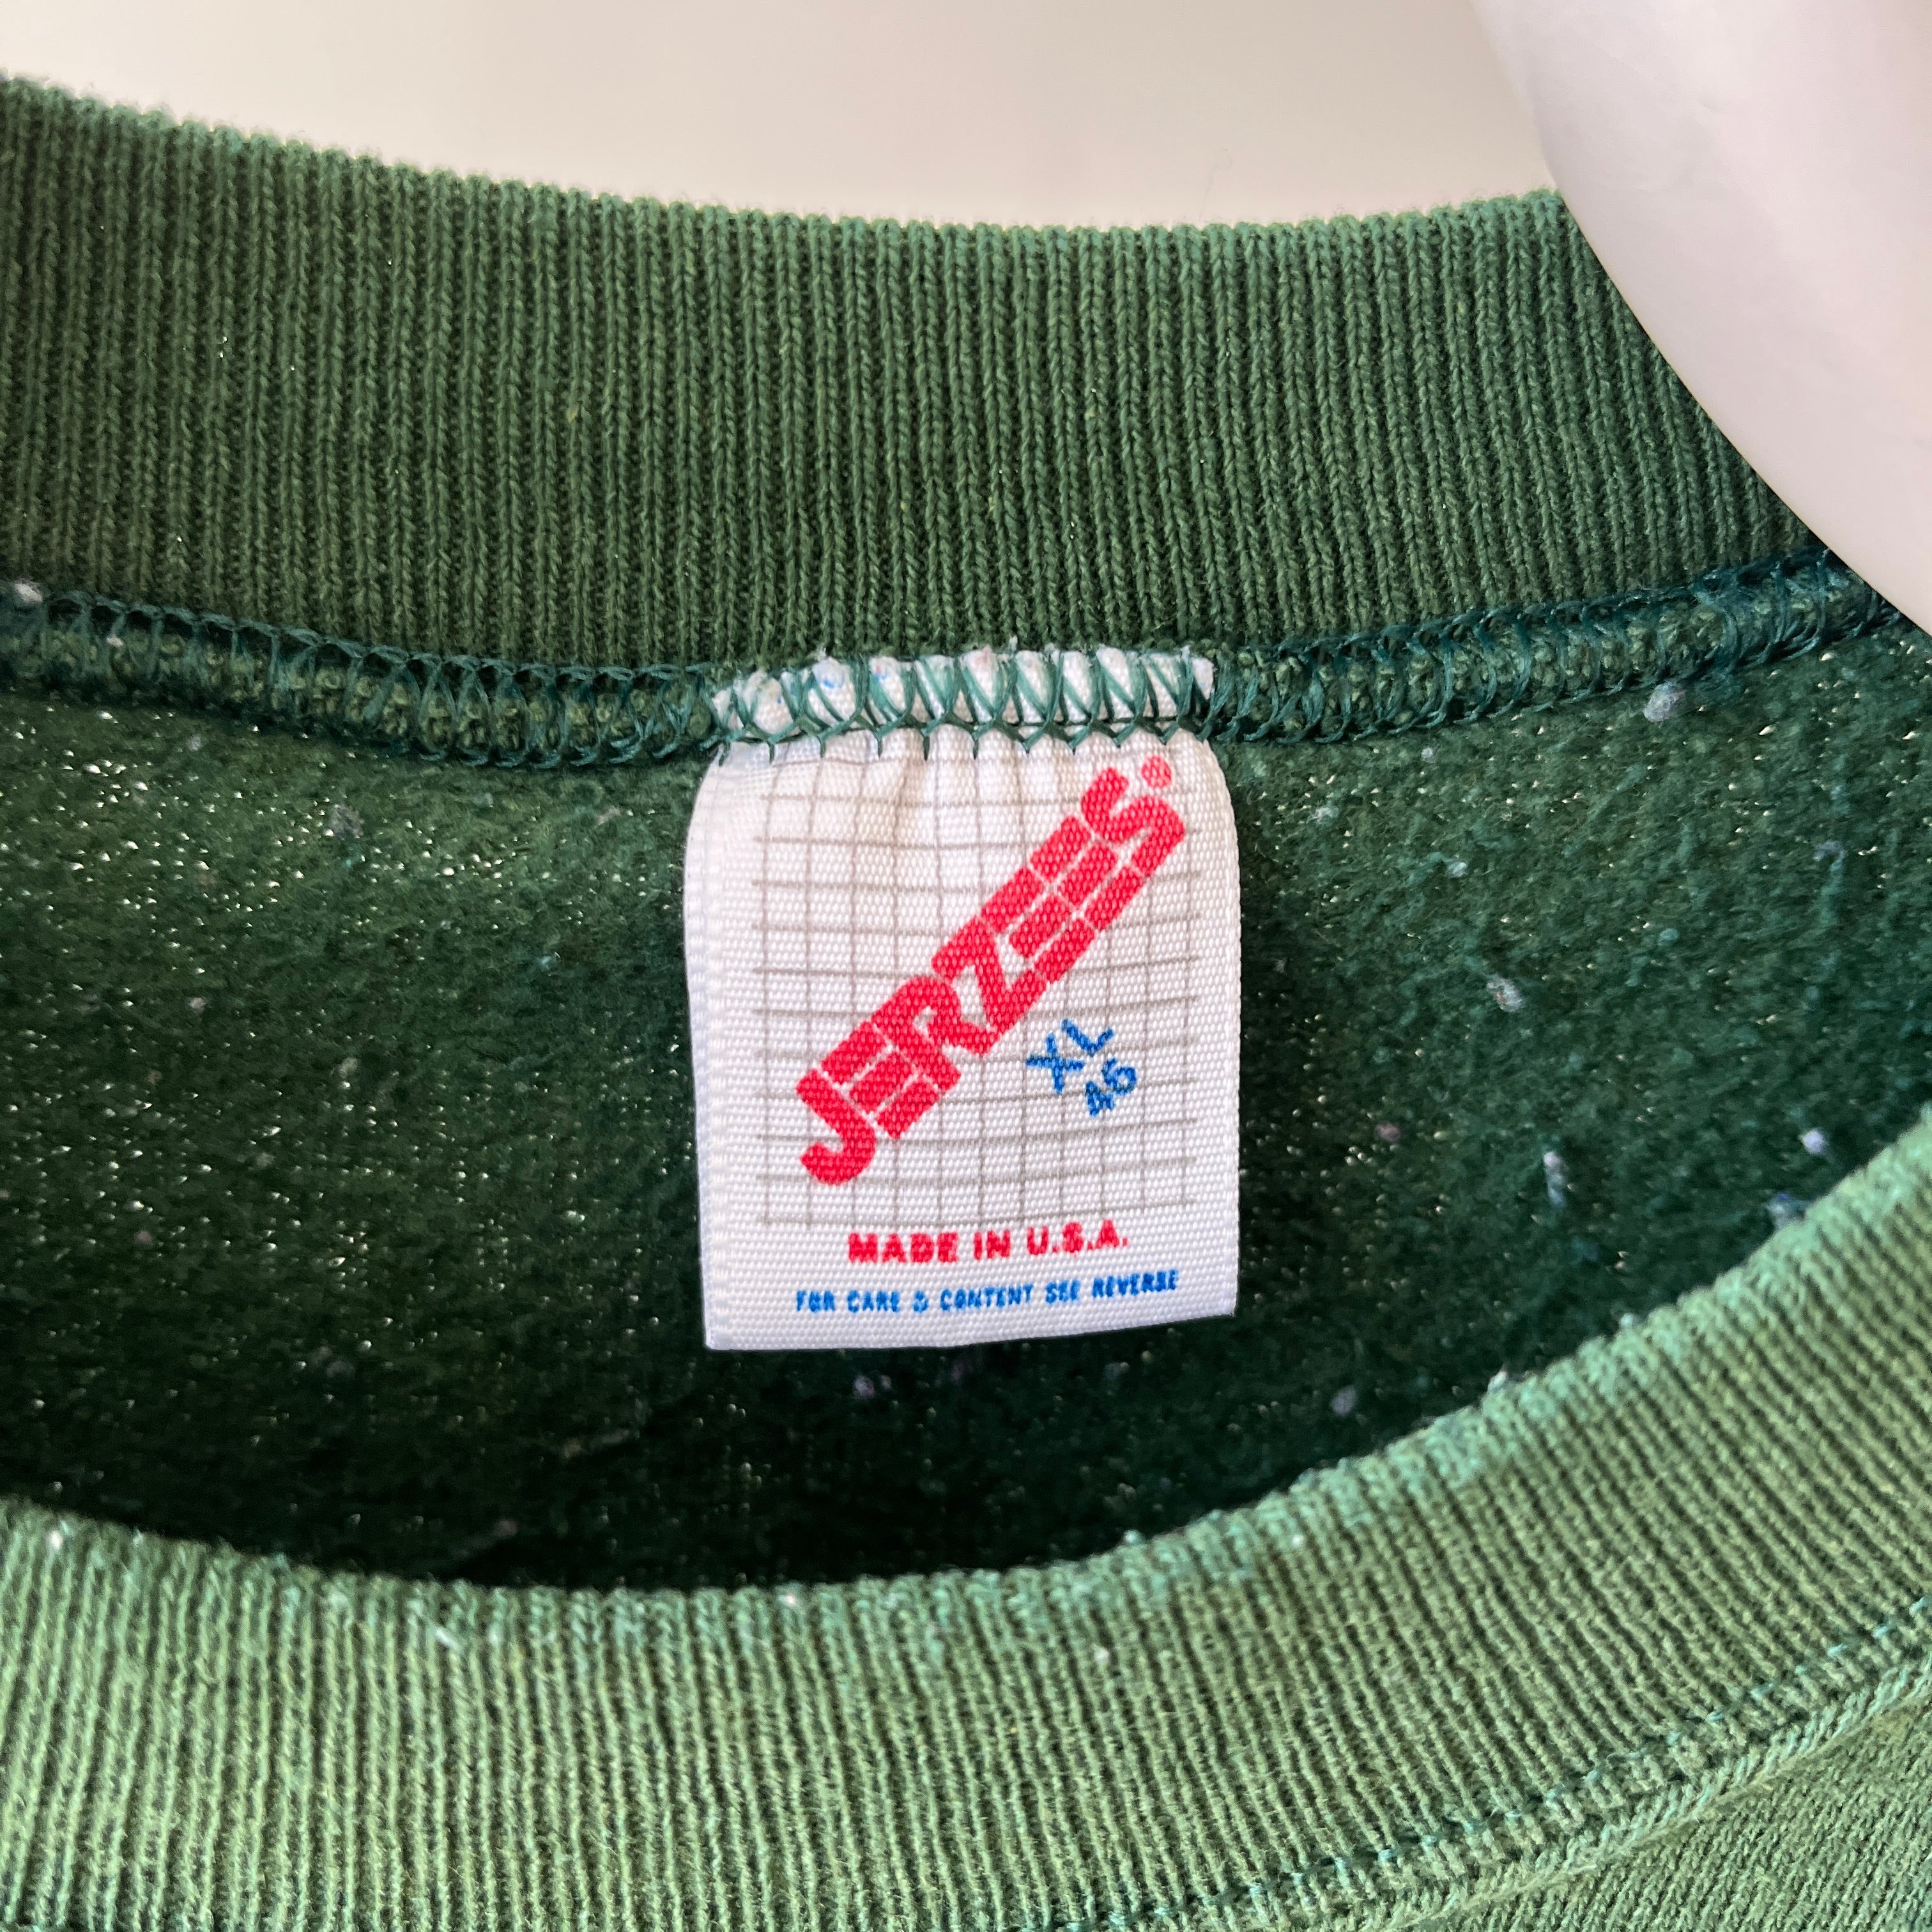 JERZEES.
XL
46
MADE IN U.S.A.
FOR CARE & CONTENT SEE REVERSE